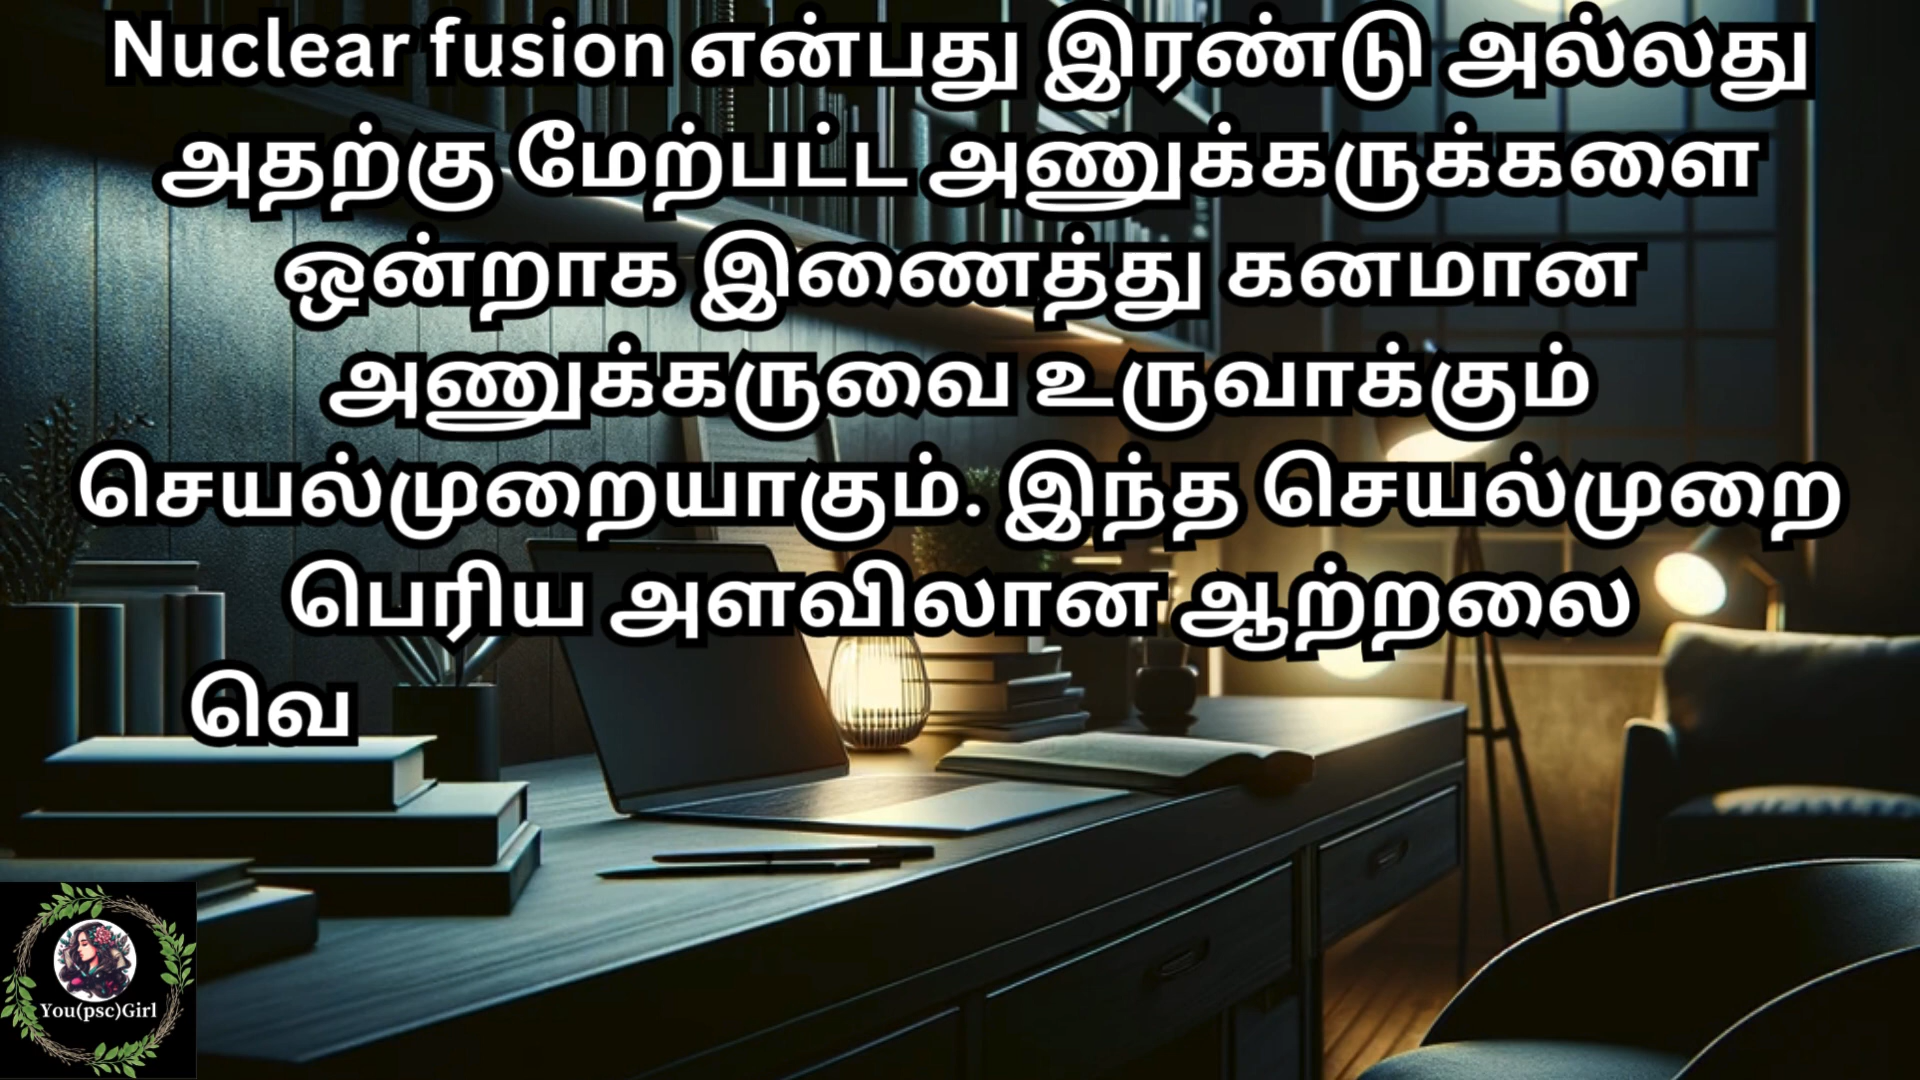 Nuclear fusion என்பது இரண்டு அல்லது
அதற்கு மேற்பட்ட அணுக்கருக்களை
ஒன்றாக இணைத்து கனமான
அணுக்கருவை உருவாக்கும்
செயல்முறையாகும். இந்த செயல்முறை
பெரிய அளவிலான ஆற்றலை
வெ
You(psc)Girl